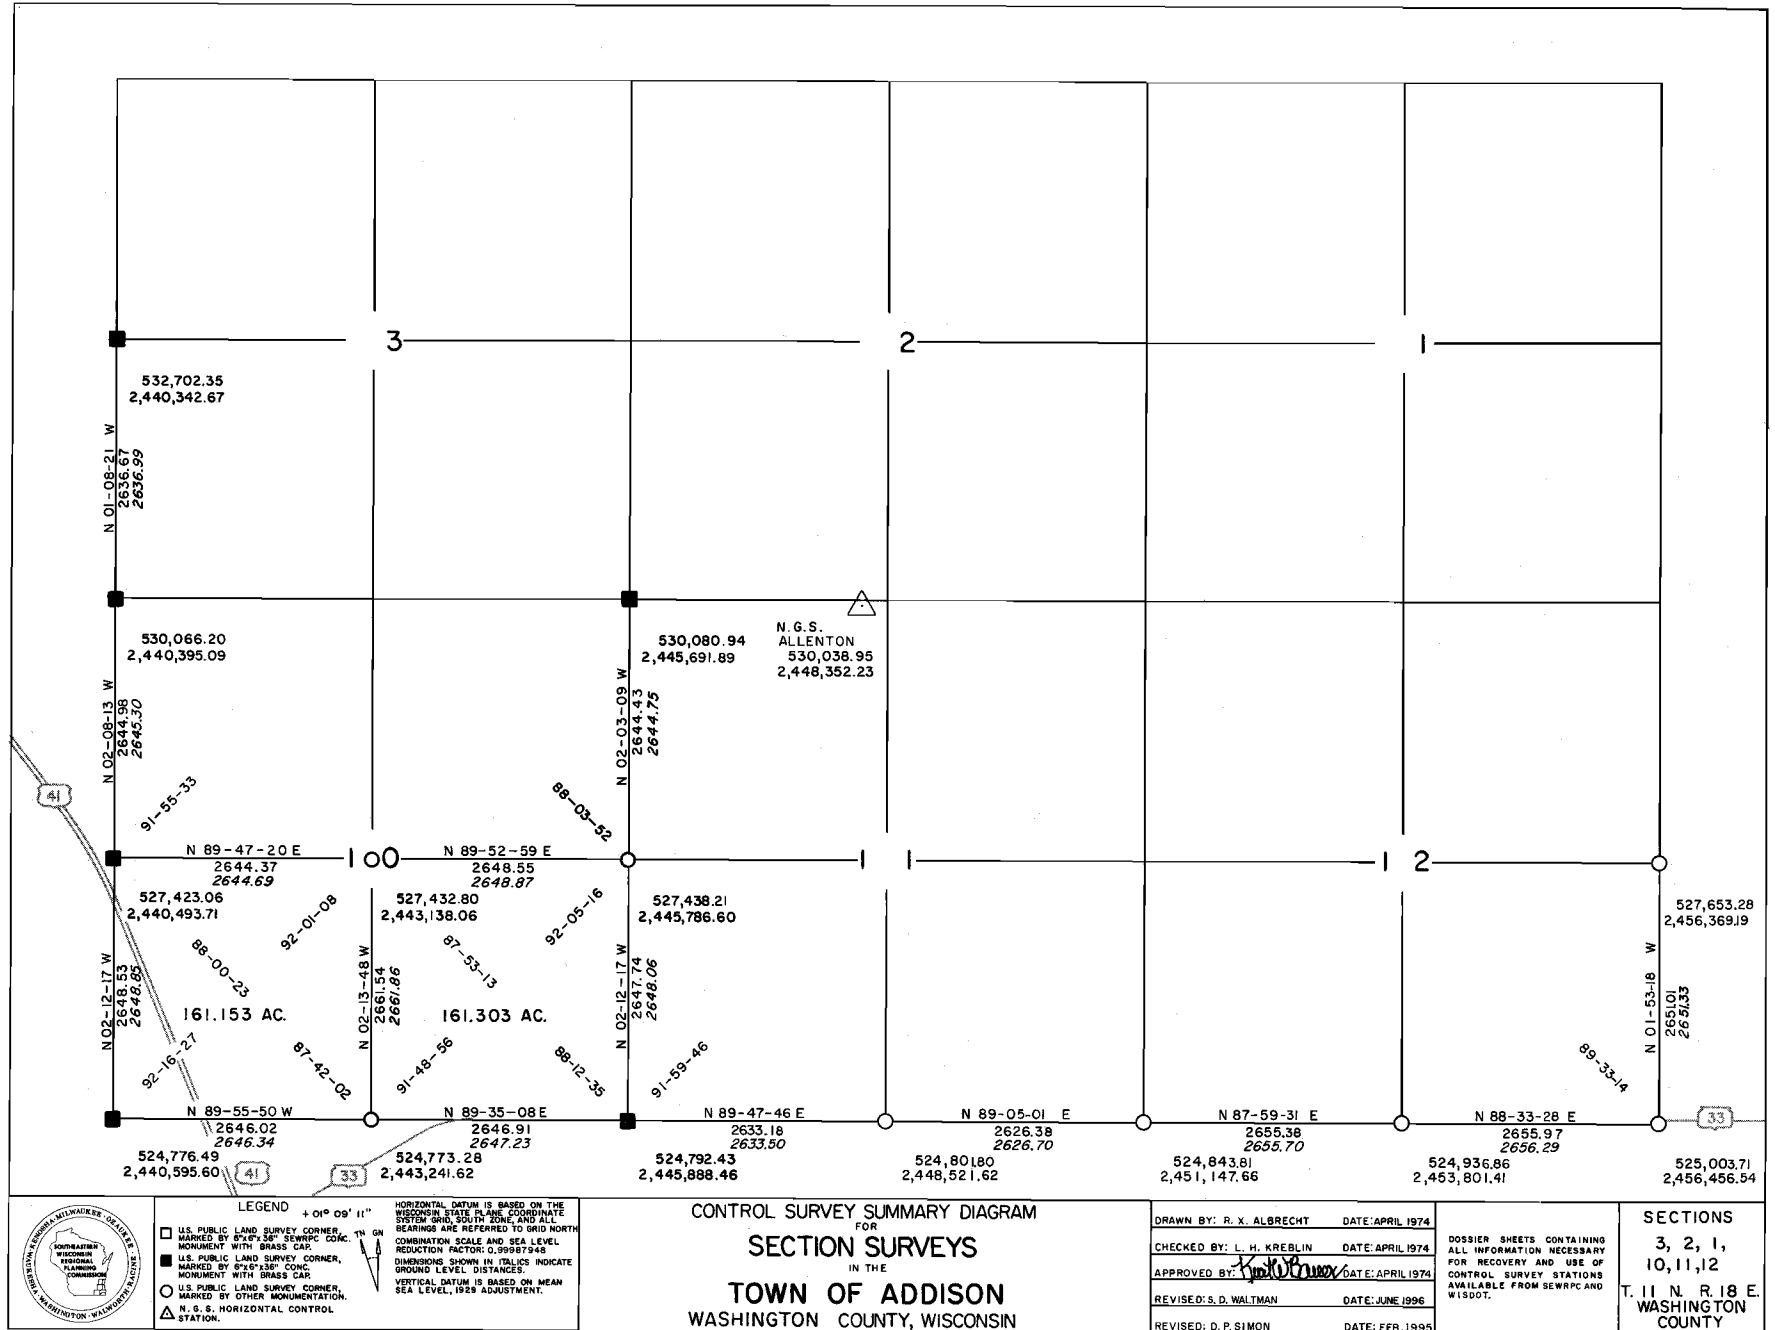 3
2
1
532,702.35
2,440,342.67
N 01-08-21 W
2636.67
2636.99
530,066.20
2,440,395.09
530,080.94
2,445,691.89
N.G.S.
ALLENTON
530,038.95
2,448,352.23
N 02-08-13 W
2644.98
2645.30
N 02-03-09 W
2644.43
2644.75
41
91-55-33
88-03-52
N 89-47-20 E
2644.37
2644.69
10
N 89-52-59 E
2648.55
2648.87
11
12
527,423.06
2,440,493.71
527,432.80
2,443,138.06
527,438.21
2,445,786.60
527,653.28
2,456,369.19
92-01-08
92-05-16
88-00-23
87-53-13
N 02-12-17 W
2648.53
2648.85
N 02-13-48 W
2661.54
2661.86
N 02-12-17 W
2647.74
2648.06
N 01-53-18 W
2651.01
2651.33
161.153 AC.
161.303 AC.
92-16-27
87-42-02
91-48-56
88-12-35
91-59-46
89-33-14
N 89-55-50 W
2646.02
2646.34
N 89-35-08 E
2646.91
2647.23
N 89-47-46 E
2633.18
2633.50
N 89-05-01 E
2626.38
2626.70
N 87-59-31 E
2655.38
2655.70
N 88-33-28 E
2655.97
2656.29
33
524,776.49
2,440,595.60
41
33
524,773.28
2,443,241.62
524,792.43
2,445,888.46
524,801.80
2,448,521.62
524,843.81
2,451,147.66
524,936.86
2,453,801.41
525,003.71
2,456,456.54
SOUTHEASTERN
WISCONSIN
REGIONAL
PLANNING
COMMISSION
KENOSHA·MILWAUKEE·OZAUKEE·RACINE·WALWORTH·WASHINGTON·WAUKESHA
LEGEND
+01° 09' 11"
TN GN
U.S. PUBLIC LAND SURVEY CORNER,
MARKED BY 6"x6"x36" SEWRPC CONC.
MONUMENT WITH BRASS CAP.
U.S. PUBLIC LAND SURVEY CORNER,
MARKED BY 6"x6"x36" CONC.
MONUMENT WITH BRASS CAP.
U.S. PUBLIC LAND SURVEY CORNER,
MARKED BY OTHER MONUMENTATION.
N.G.S. HORIZONTAL CONTROL
STATION.
HORIZONTAL DATUM IS BASED ON THE
WISCONSIN STATE PLANE COORDINATE
SYSTEM GRID, SOUTH ZONE, AND ALL
BEARINGS ARE REFERRED TO GRID NORTH
COMBINATION SCALE AND SEA LEVEL
REDUCTION FACTOR: 0.99987948
DIMENSIONS SHOWN IN ITALICS INDICATE
GROUND LEVEL DISTANCES.
VERTICAL DATUM IS BASED ON MEAN
SEA LEVEL, 1929 ADJUSTMENT.
CONTROL SURVEY SUMMARY DIAGRAM
FOR
SECTION SURVEYS
IN THE
TOWN OF ADDISON
WASHINGTON COUNTY, WISCONSIN
DRAWN BY: R. X. ALBRECHT DATE: APRIL 1974
CHECKED BY: L. H. KREBLIN DATE: APRIL 1974
APPROVED BY: Kurt W Bauer DATE: APRIL 1974
REVISED: S. D. WALTMAN DATE: JUNE 1996
REVISED: D. P. SIMON DATE: FEB. 1995
DOSSIER SHEETS CONTAINING
ALL INFORMATION NECESSARY
FOR RECOVERY AND USE OF
CONTROL SURVEY STATIONS
AVAILABLE FROM SEWRPC AND
WISDOT.
SECTIONS
3, 2, 1,
10, 11, 12
T. 11 N. R. 18 E.
WASHINGTON
COUNTY